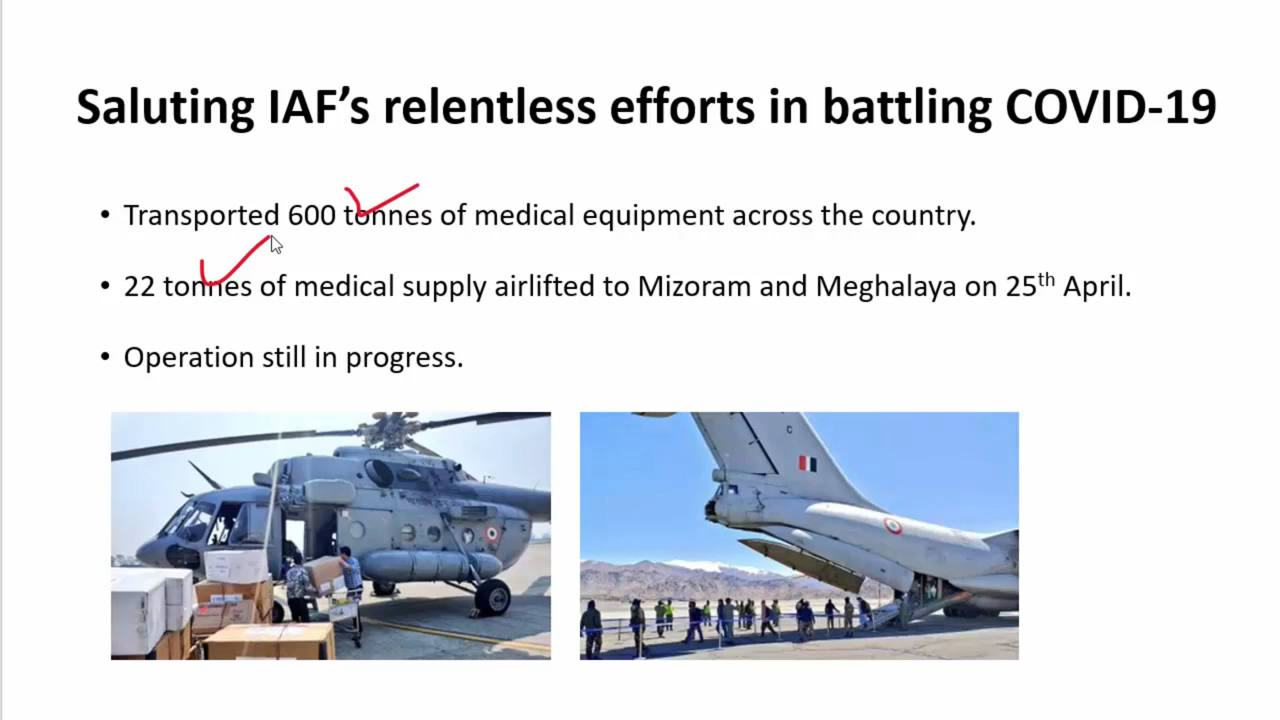 Saluting IAF’s relentless efforts in battling COVID-19
• Transported 600 tonnes of medical equipment across the country.
• 22 tonnes of medical supply airlifted to Mizoram and Meghalaya on 25th April.
• Operation still in progress.
C